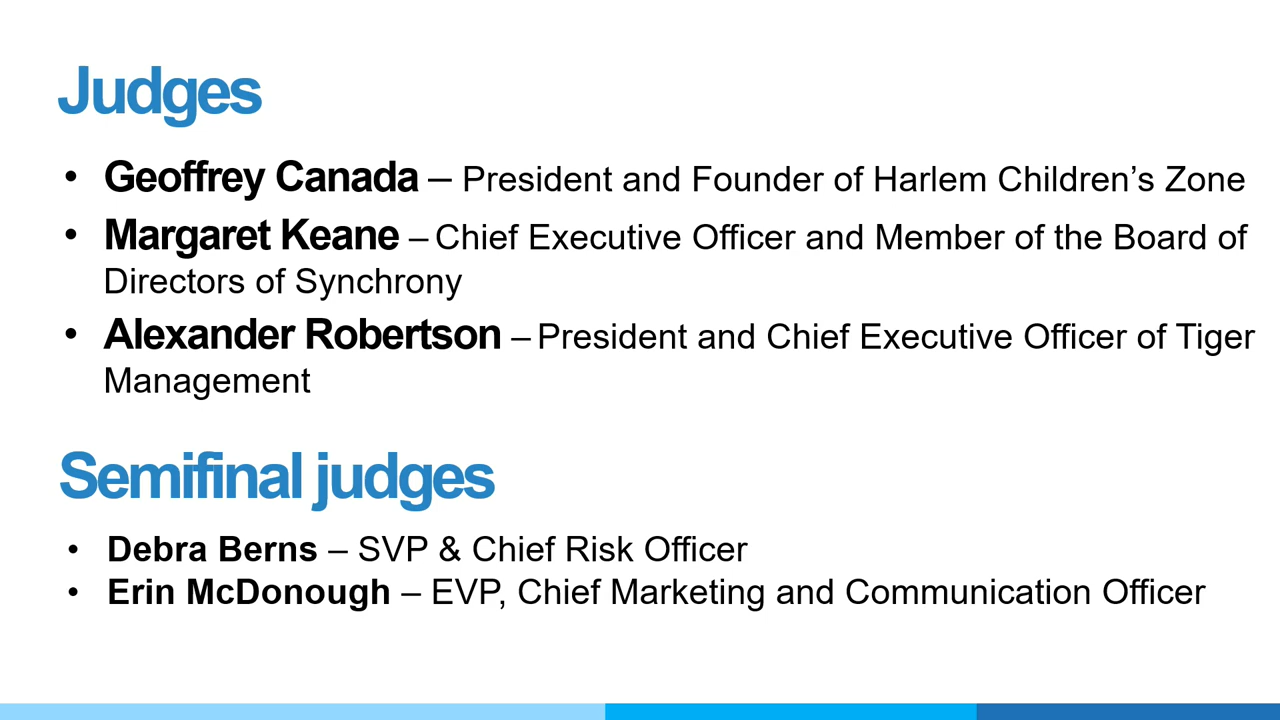 Judges
• Geoffrey Canada – President and Founder of Harlem Children’s Zone
• Margaret Keane – Chief Executive Officer and Member of the Board of
Directors of Synchrony
• Alexander Robertson – President and Chief Executive Officer of Tiger
Management
Semifinal judges
• Debra Berns – SVP & Chief Risk Officer
• Erin McDonough – EVP, Chief Marketing and Communication Officer